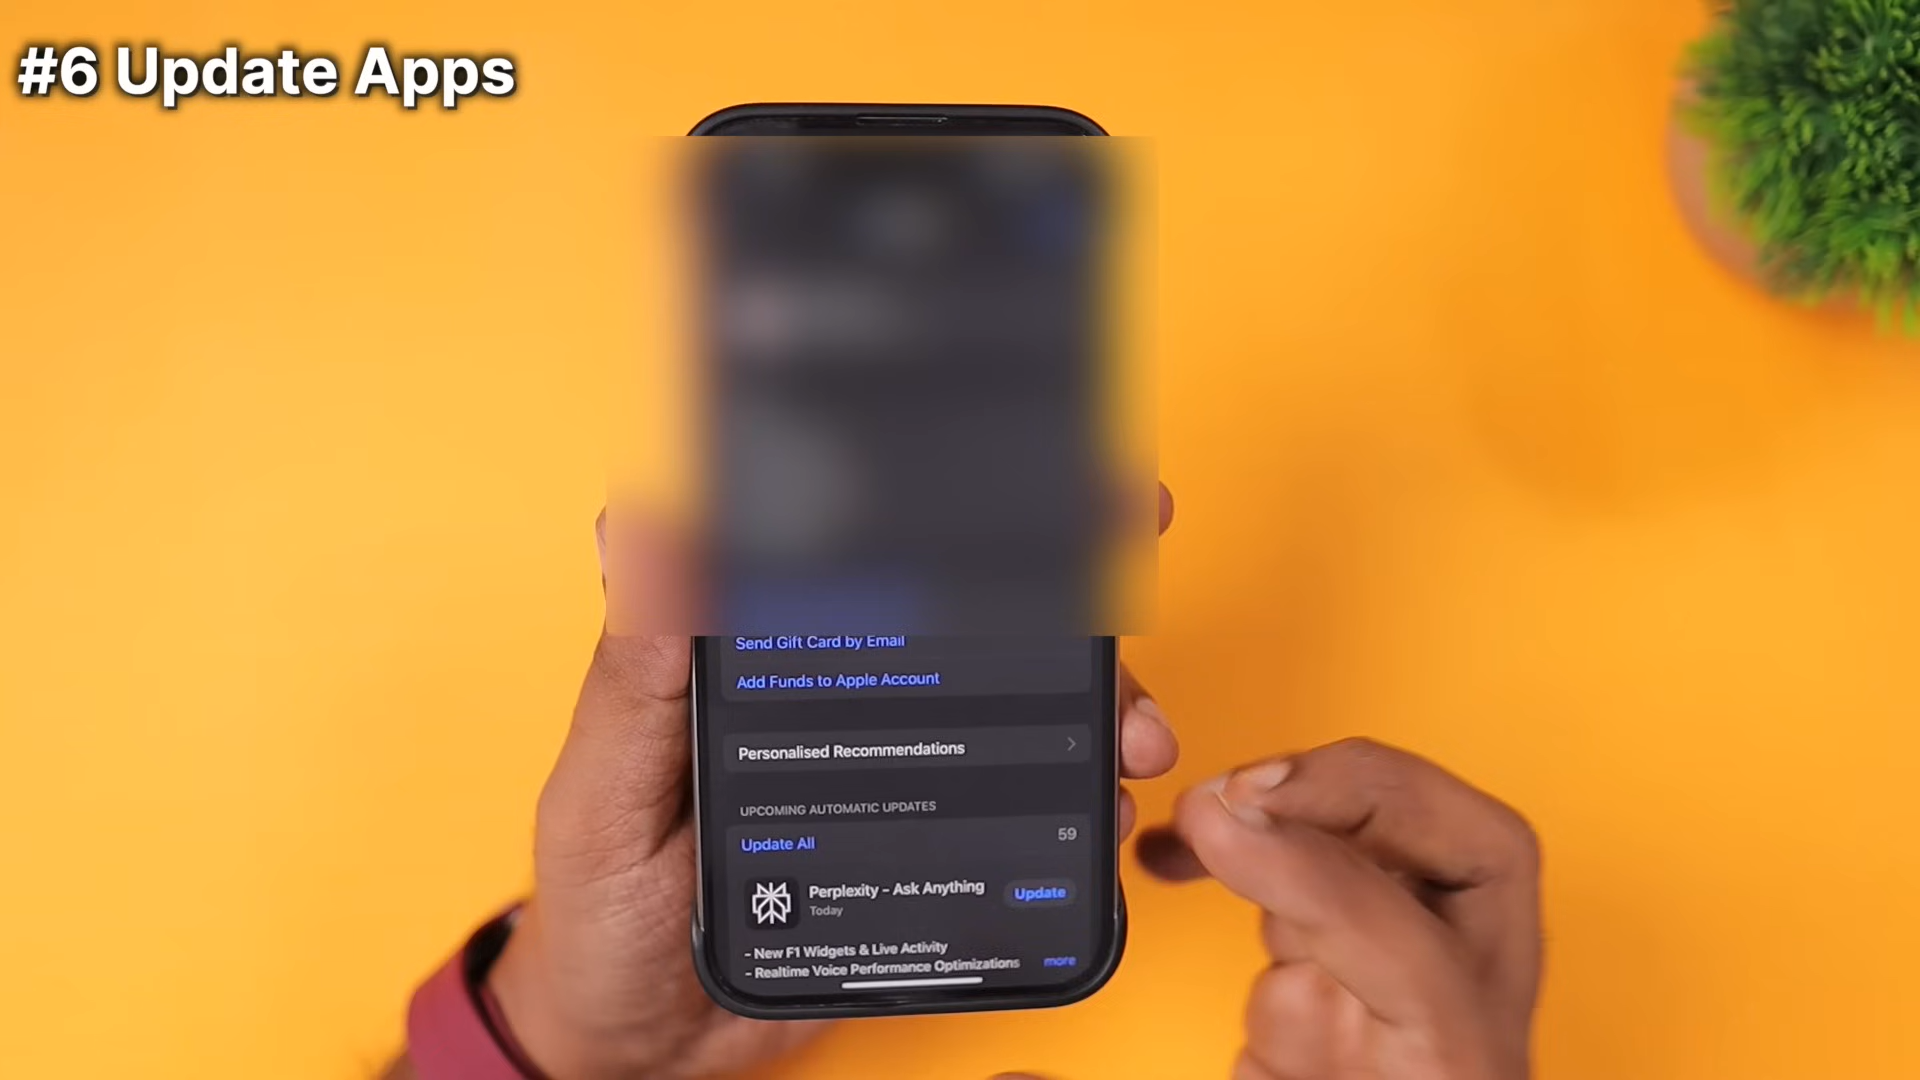 #6 Update Apps
Send Gift Card by Email
Add Funds to Apple Account
Personalised Recommendations
UPCOMING AUTOMATIC UPDATES
Update All
59
Perplexity - Ask Anything
Today
Update
- New F1 Widgets & Live Activity
- Realtime Voice Performance Optimizations
more